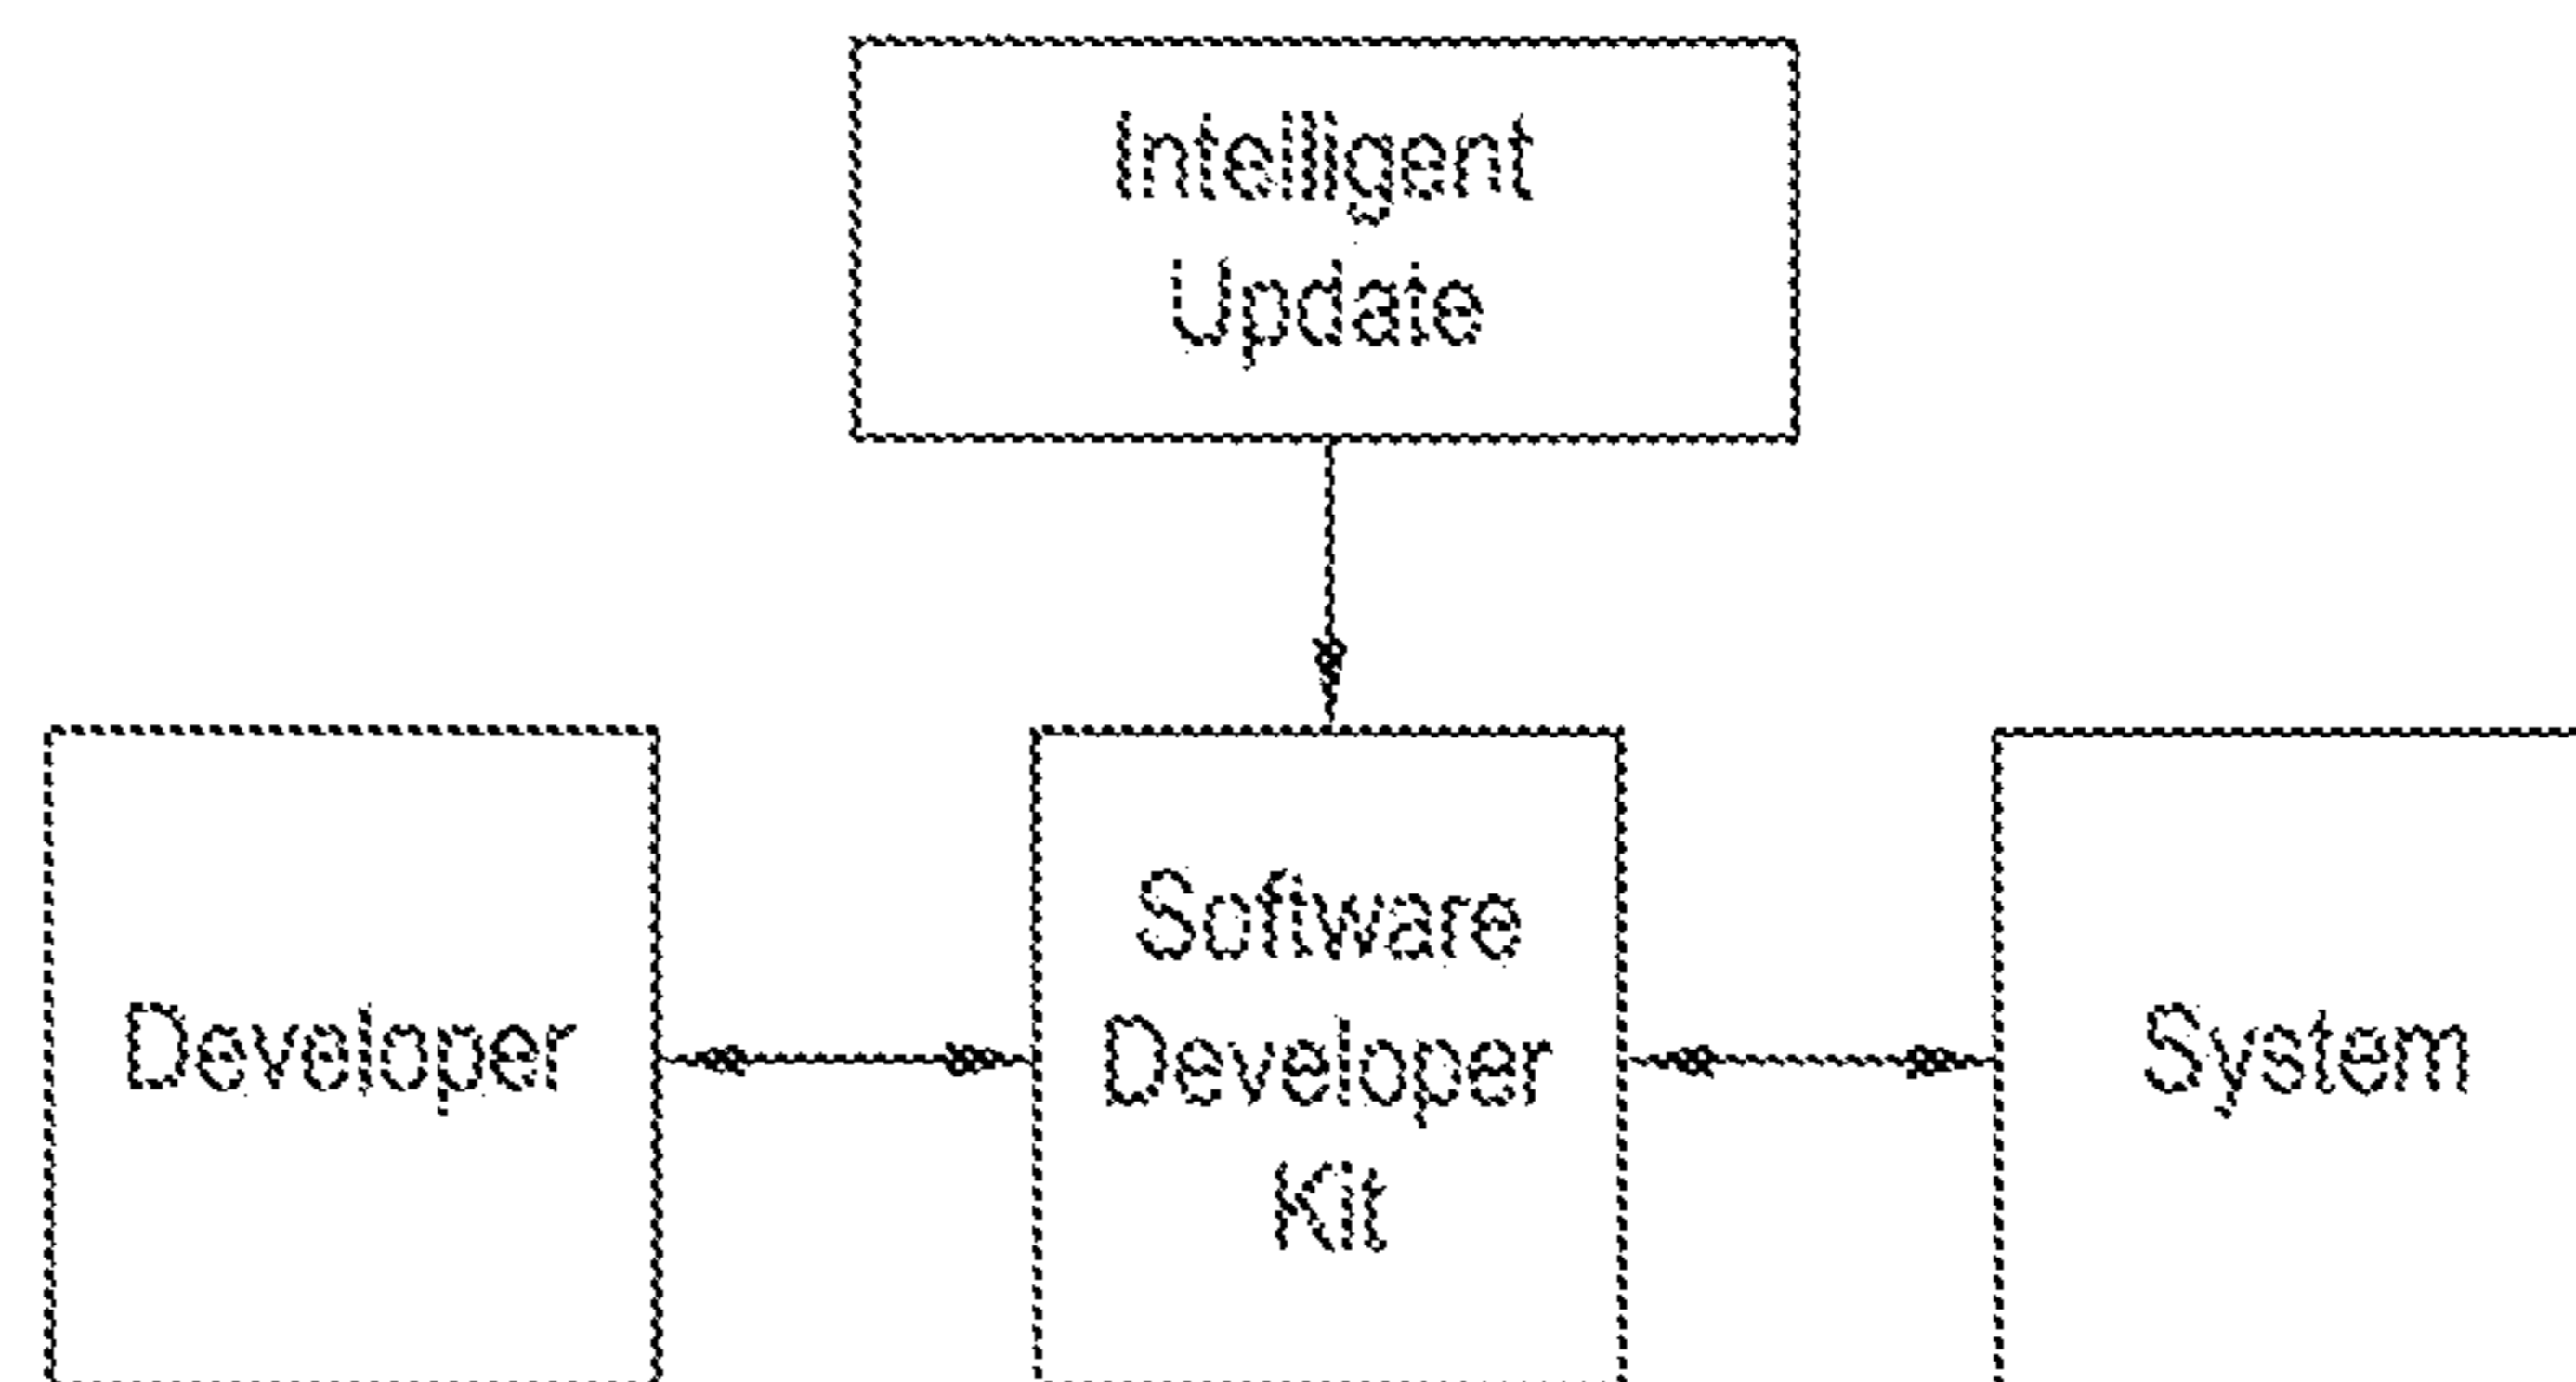 Intelligent
Update
Developer
Software
Developer
Kit
System